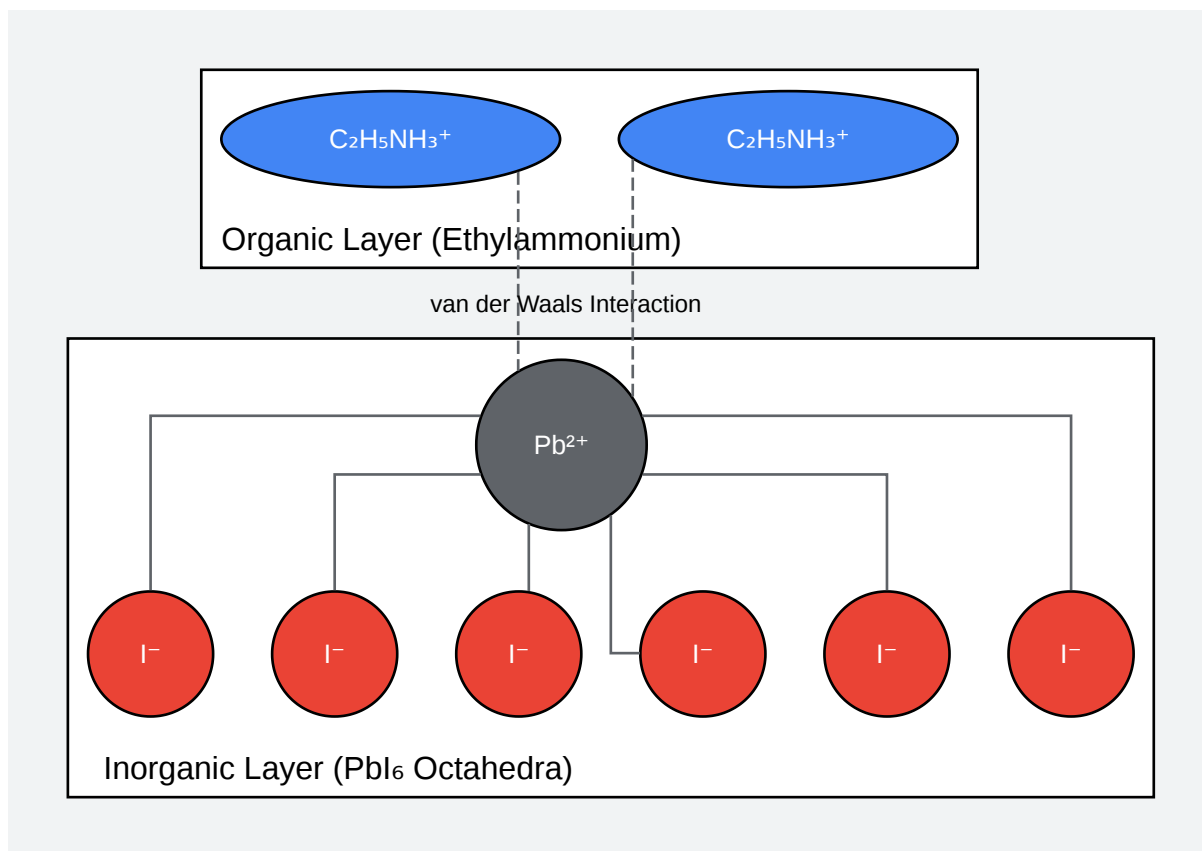 C₂H₅NH₃⁺
C₂H₅NH₃⁺
Organic Layer (Ethylammonium)
van der Waals Interaction
Pb²⁺
I⁻
I⁻
I⁻
I⁻
I⁻
I⁻
Inorganic Layer (PbI₆ Octahedra)